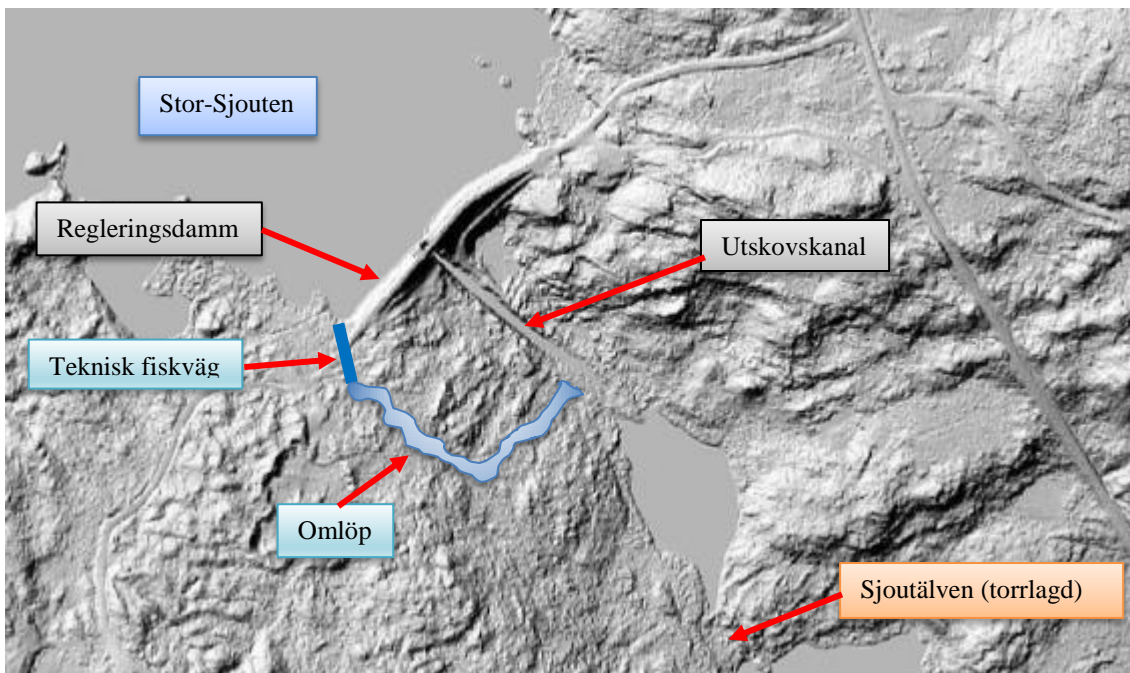 Stor-Sjouten
Regleringsdamm
Utskovskanal
Teknisk fiskväg
Omlöp
Sjoutälven (torrlagd)